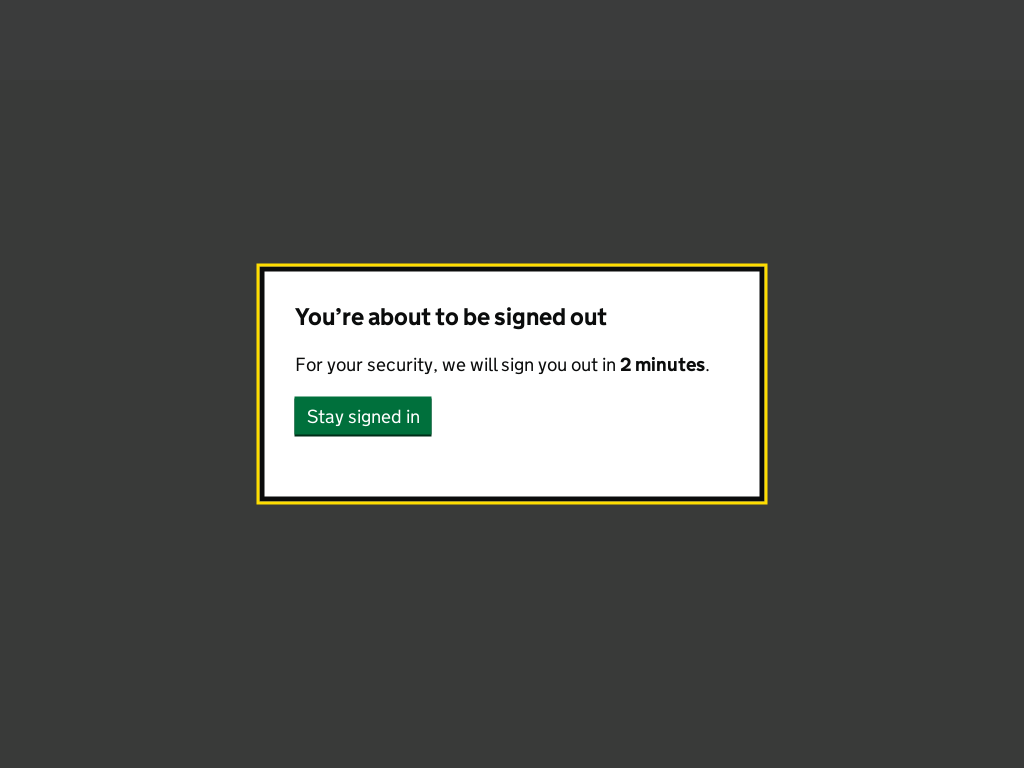 You’re about to be signed out
For your security, we will sign you out in 2 minutes.
Stay signed in